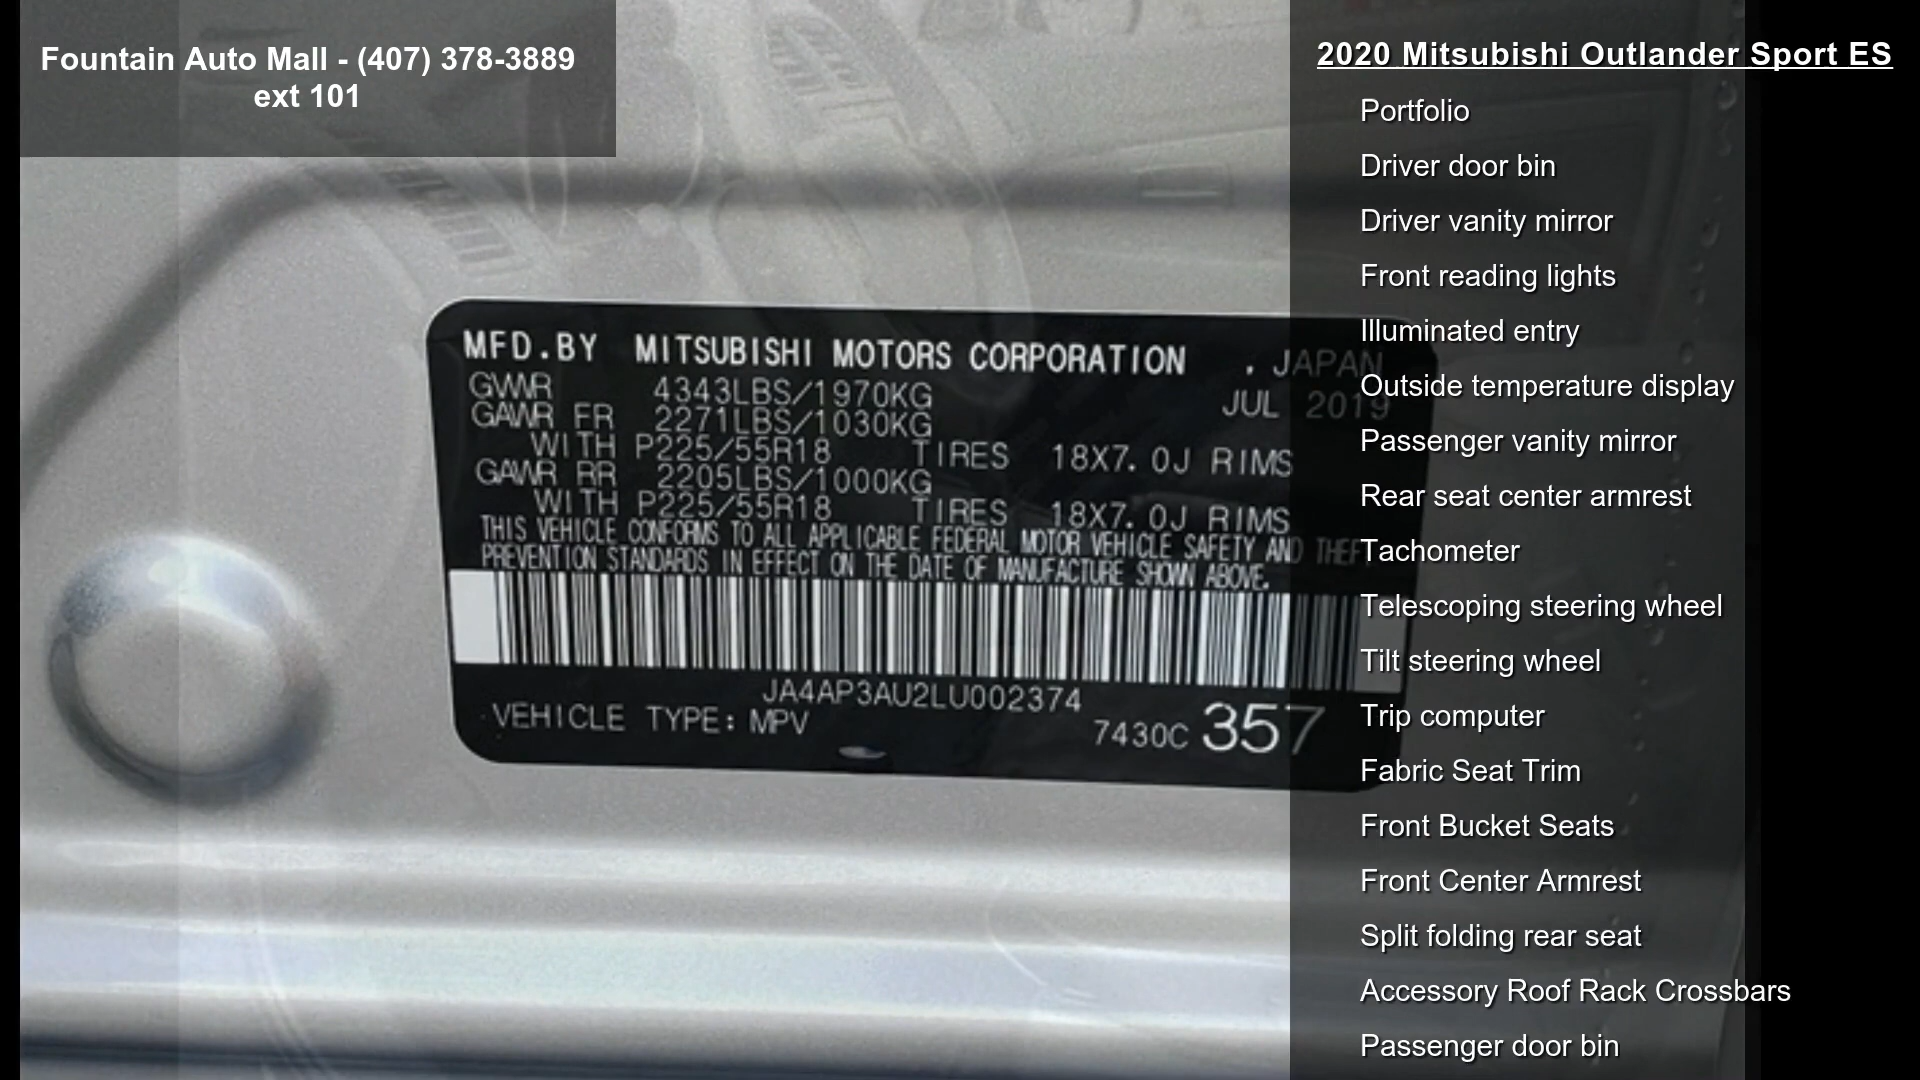 Fountain Auto Mall - (407) 378-3889
ext 101
2020 Mitsubishi Outlander Sport ES
Portfolio
Driver door bin
Driver vanity mirror
Front reading lights
Illuminated entry
Outside temperature display
Passenger vanity mirror
Rear seat center armrest
Tachometer
Telescoping steering wheel
Tilt steering wheel
Trip computer
Fabric Seat Trim
Front Bucket Seats
Front Center Armrest
Split folding rear seat
Accessory Roof Rack Crossbars
Passenger door bin
MFD.BY MITSUBISHI MOTORS CORPORATION . JAPAN
GVWR 4343LBS/1970KG JUL 2019
GAWR FR 2271LBS/1030KG
WITH P225/55R18 TIRES 18X7.0J RIMS
GAWR RR 2205LBS/1000KG
WITH P225/55R18 TIRES 18X7.0J RIMS
THIS VEHICLE CONFORMS TO ALL APPLICABLE FEDERAL MOTOR VEHICLE SAFETY AND THEF
PREVENTION STANDARDS IN EFFECT ON THE DATE OF MANUFACTURE SHOWN ABOVE.
JA4AP3AU2LU002374
VEHICLE TYPE: MPV 7430C 357